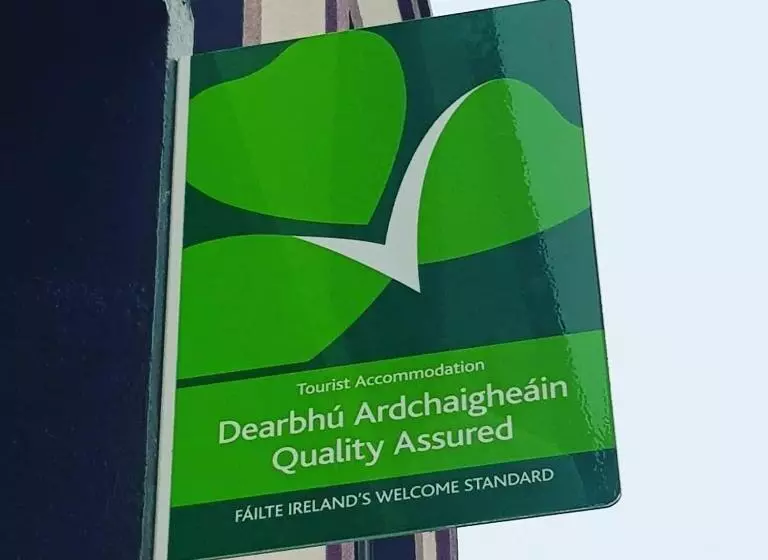 Tourist Accommodation
Dearbhú Ardchaigheáin
Quality Assured
FÁILTE IRELAND'S WELCOME STANDARD